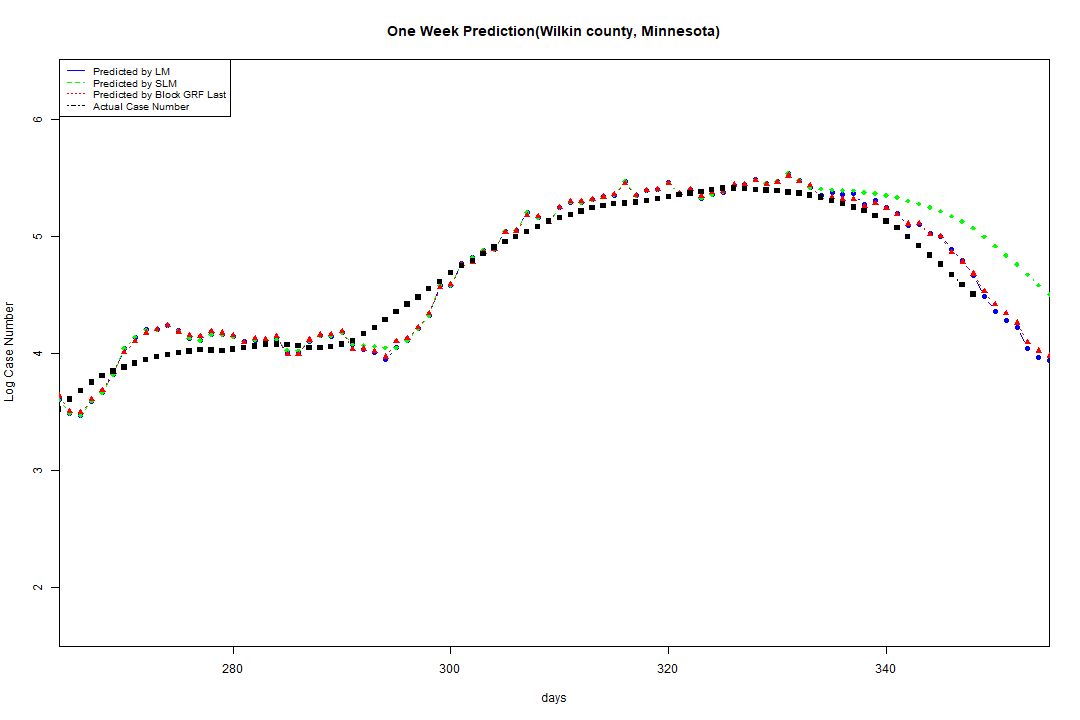 One Week Prediction(Wilkin county, Minnesota)
Predicted by LM
Predicted by SLM
Predicted by Block GRF Last
Actual Case Number
6
5
4
3
2
Log Case Number
280 300 320 340
days